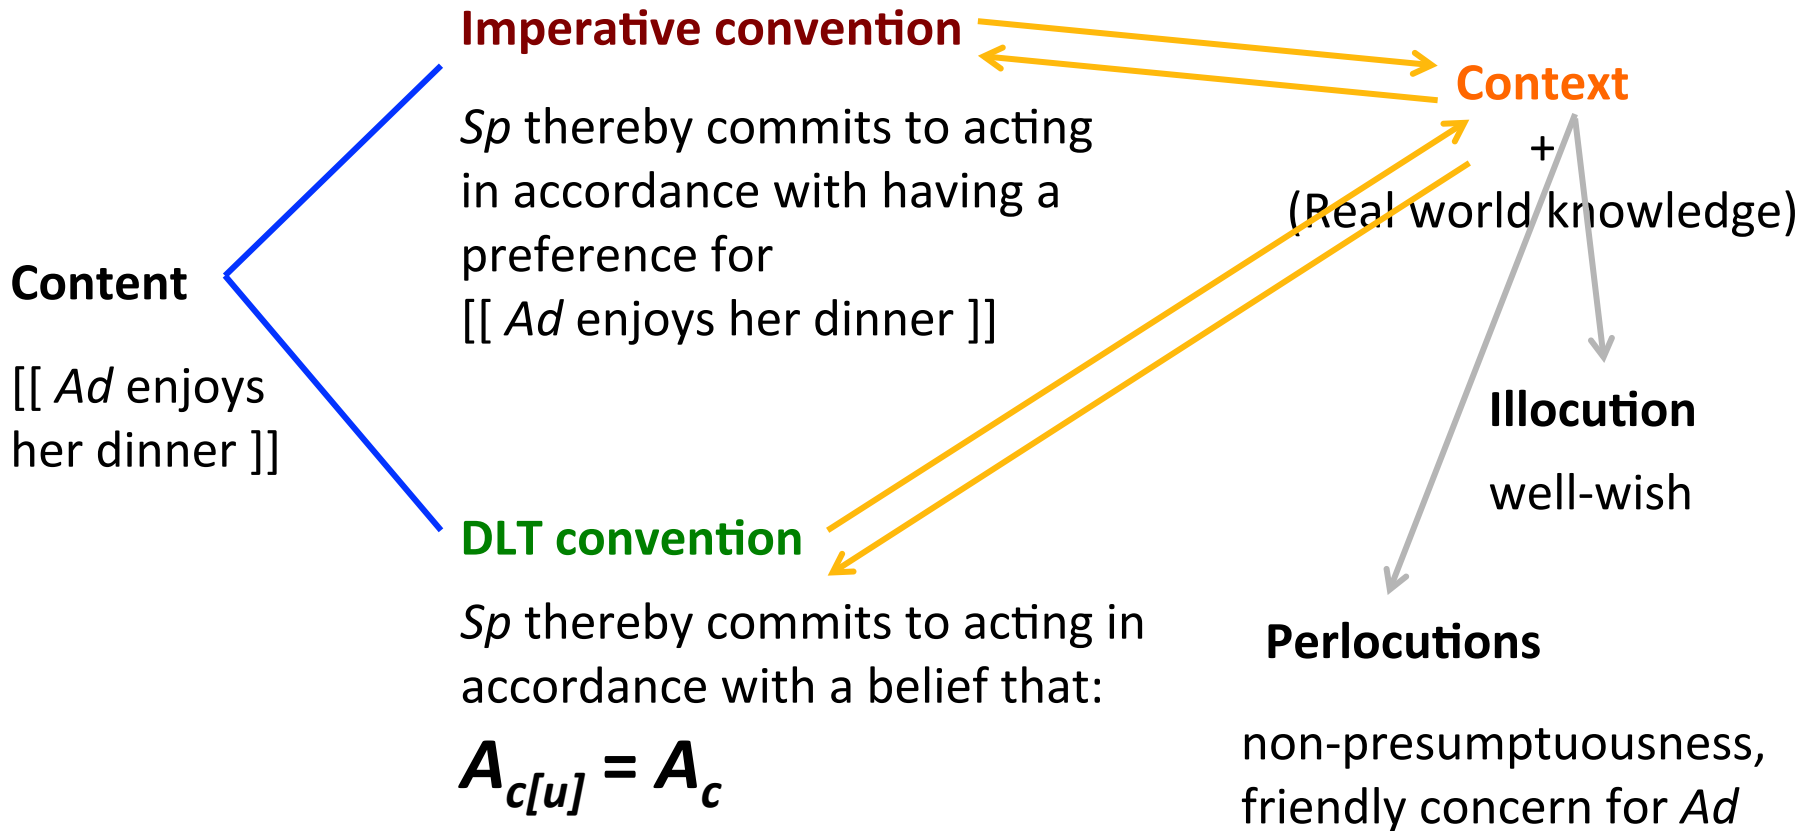 Imperative convention
Sp thereby commits to acting
in accordance with having a
preference for
[[ Ad enjoys her dinner ]]
Content
[[ Ad enjoys
her dinner ]]
DLT convention
Sp thereby commits to acting in
accordance with a belief that:
A_c[u] = A_c
Context
+
(Real world knowledge)
Illocution
well-wish
Perlocutions
non-presumptuousness,
friendly concern for Ad